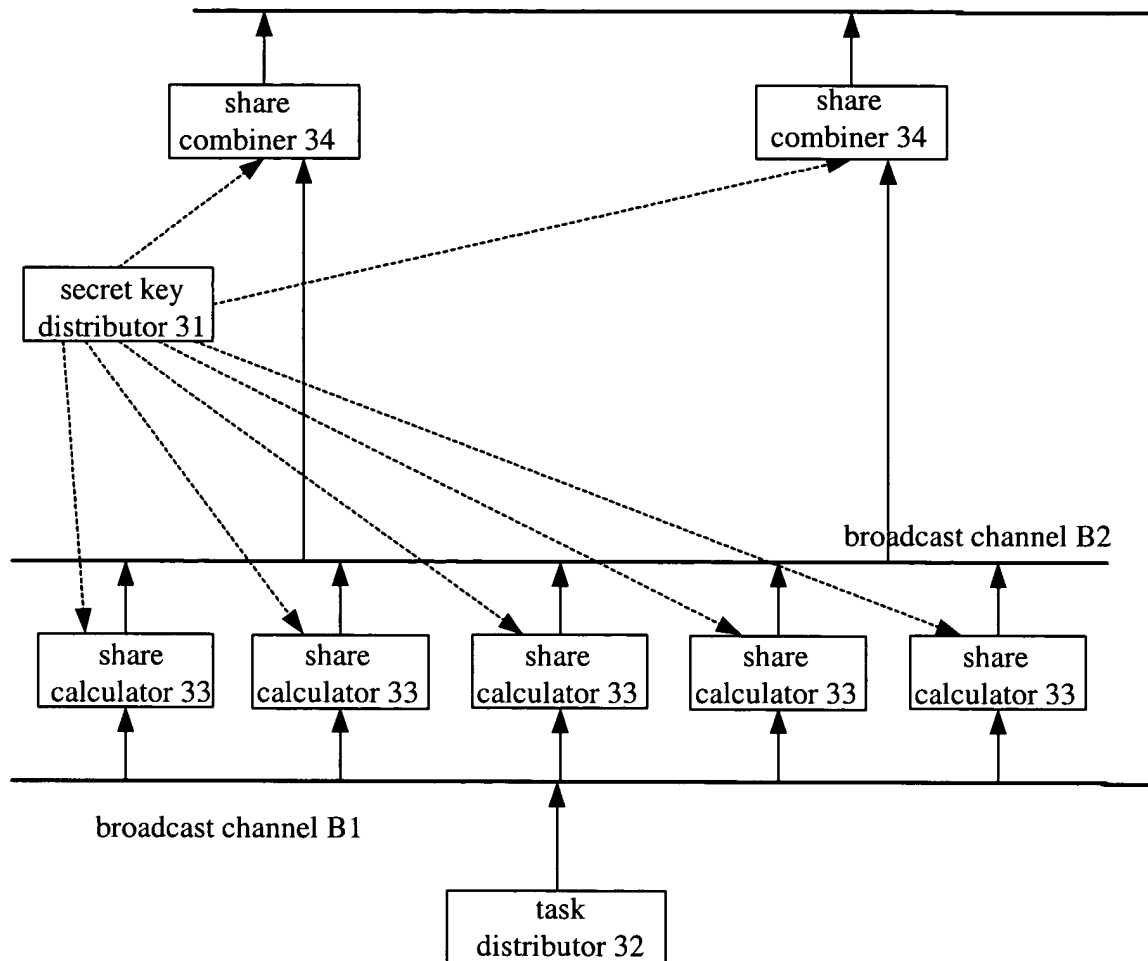 share
combiner 34
share
combiner 34
secret key
distributor 31
broadcast channel B2
share
calculator 33
share
calculator 33
share
calculator 33
share
calculator 33
share
calculator 33
broadcast channel B1
task
distributor 32